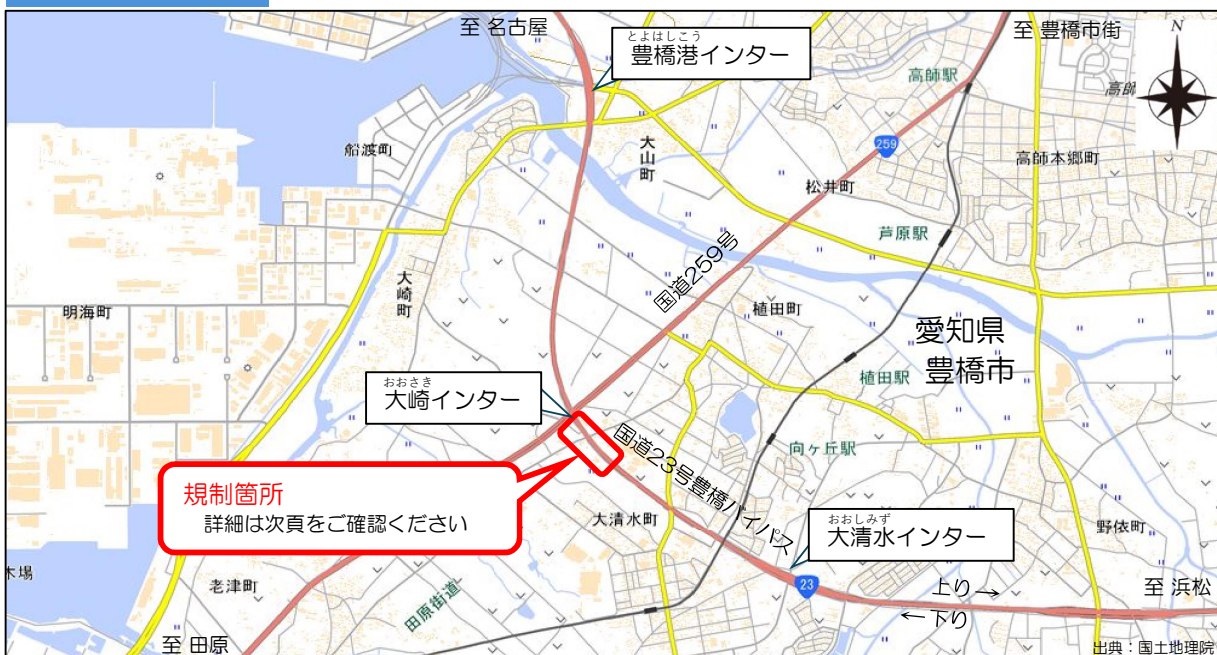 至 名古屋
とよはしこう
豊橋港インター
至 豊橋市街
N
高師駅
高師
船渡町
大山町
259
高師本郷町
松井町
芦原駅
国道259号
大崎町
明海町
植田町
愛知県
豊橋市
植田駅
おおさき
大崎インター
国道23号豊橋バイパス
向ヶ丘駅
規制箇所
詳細は次頁をご確認ください
大清水町
おおしみず
大清水インター
野依町
木場
老津町
田原街道
23
上り→
←下り
至 浜松
至 田原
出典：国土地理院